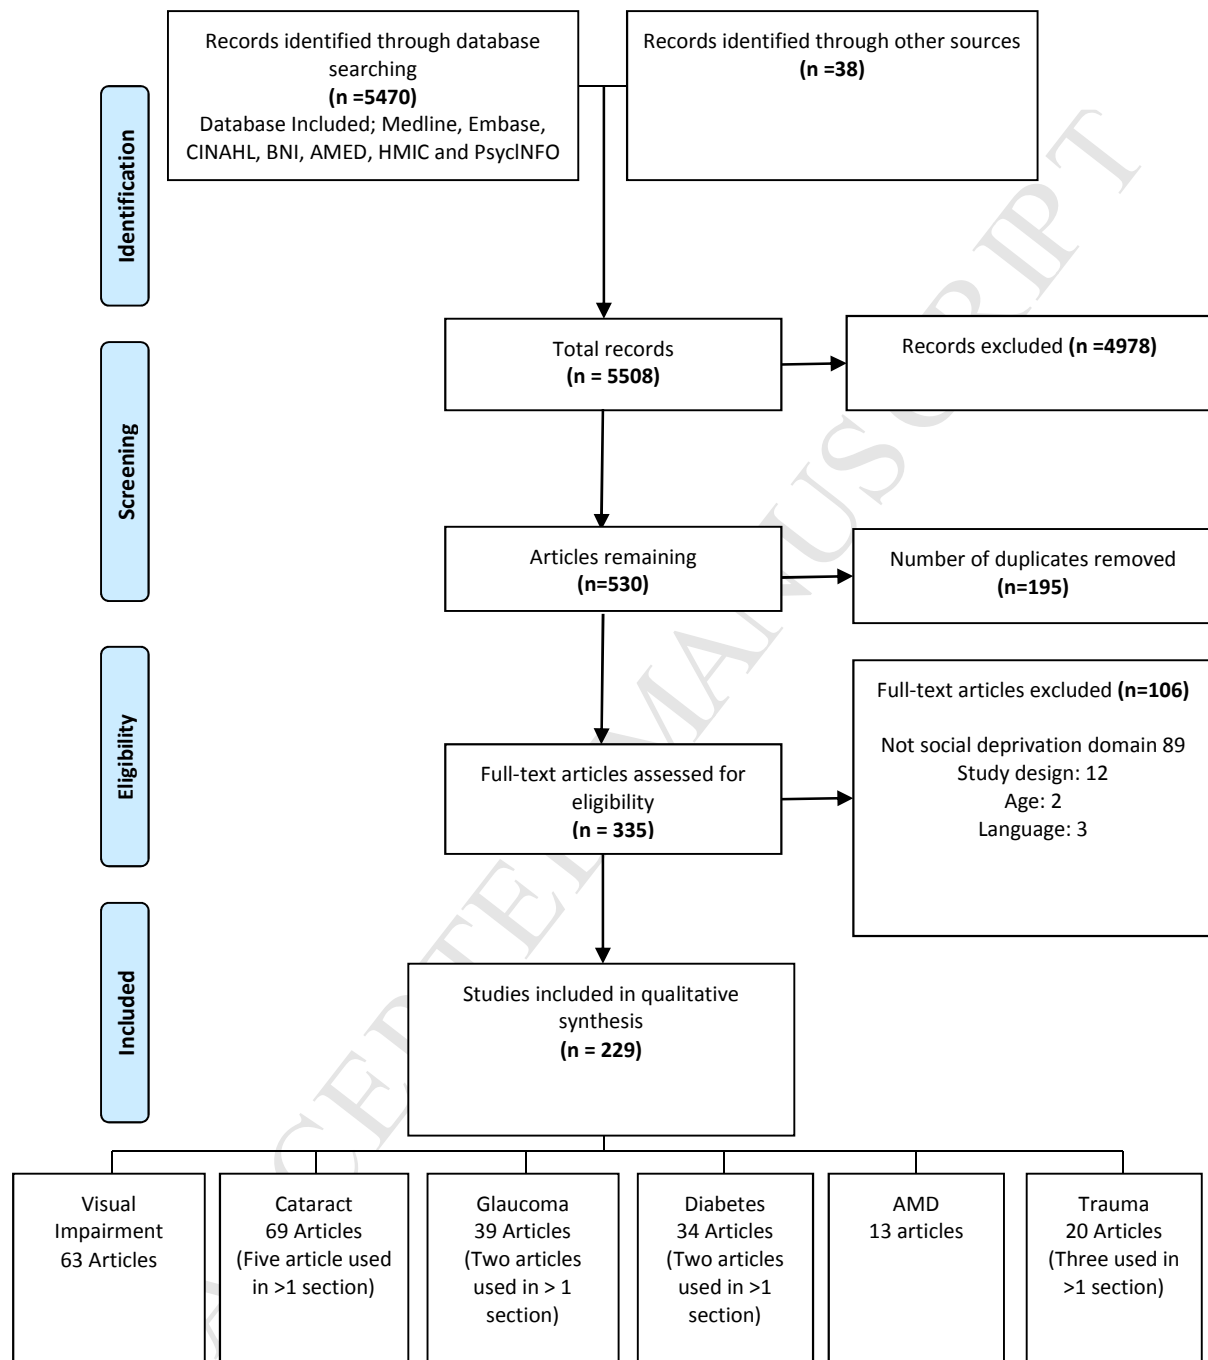 Records identified through database
searching
(n =5470)
Database Included; Medline, Embase,
CINAHL, BNI, AMED, HMIC and PsycINFO
Records identified through other sources
(n =38)
Identification
Total records
(n = 5508)
Records excluded (n =4978)
Screening
Articles remaining
(n=530)
Number of duplicates removed
(n=195)
Eligibility
Full-text articles assessed for
eligibility
(n = 335)
Full-text articles excluded (n=106)
Not social deprivation domain 89
Study design: 12
Age: 2
Language: 3
Included
Studies included in qualitative
synthesis
(n = 229)
Visual
Impairment
63 Articles
Cataract
69 Articles
(Five article used
in >1 section)
Glaucoma
39 Articles
(Two articles
used in > 1
section)
Diabetes
34 Articles
(Two articles
used in >1
section)
AMD
13 articles
Trauma
20 Articles
(Three used in
>1 section)
ACCEPTED MANUSCRIPT